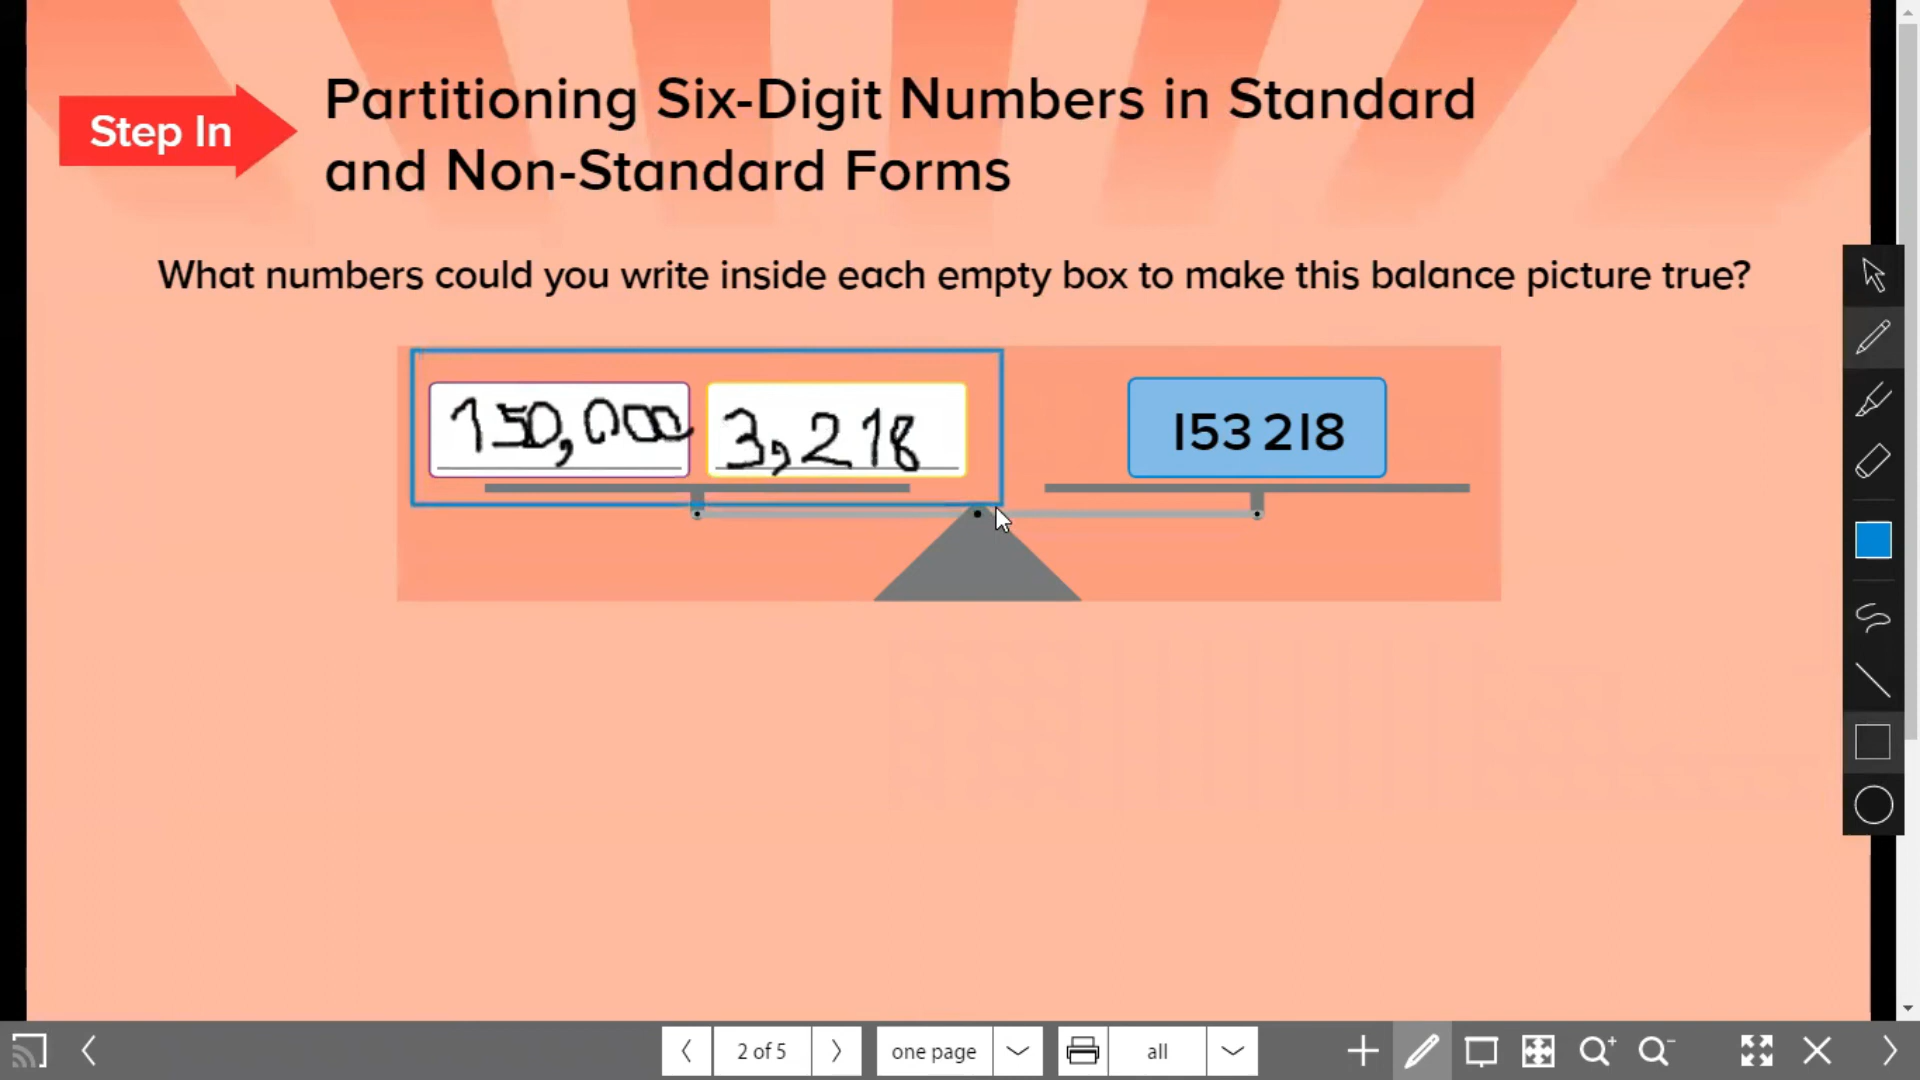 Step In
Partitioning Six-Digit Numbers in Standard
and Non-Standard Forms
What numbers could you write inside each empty box to make this balance picture true?
150,000 3,218 153 218
2 of 5 one page all